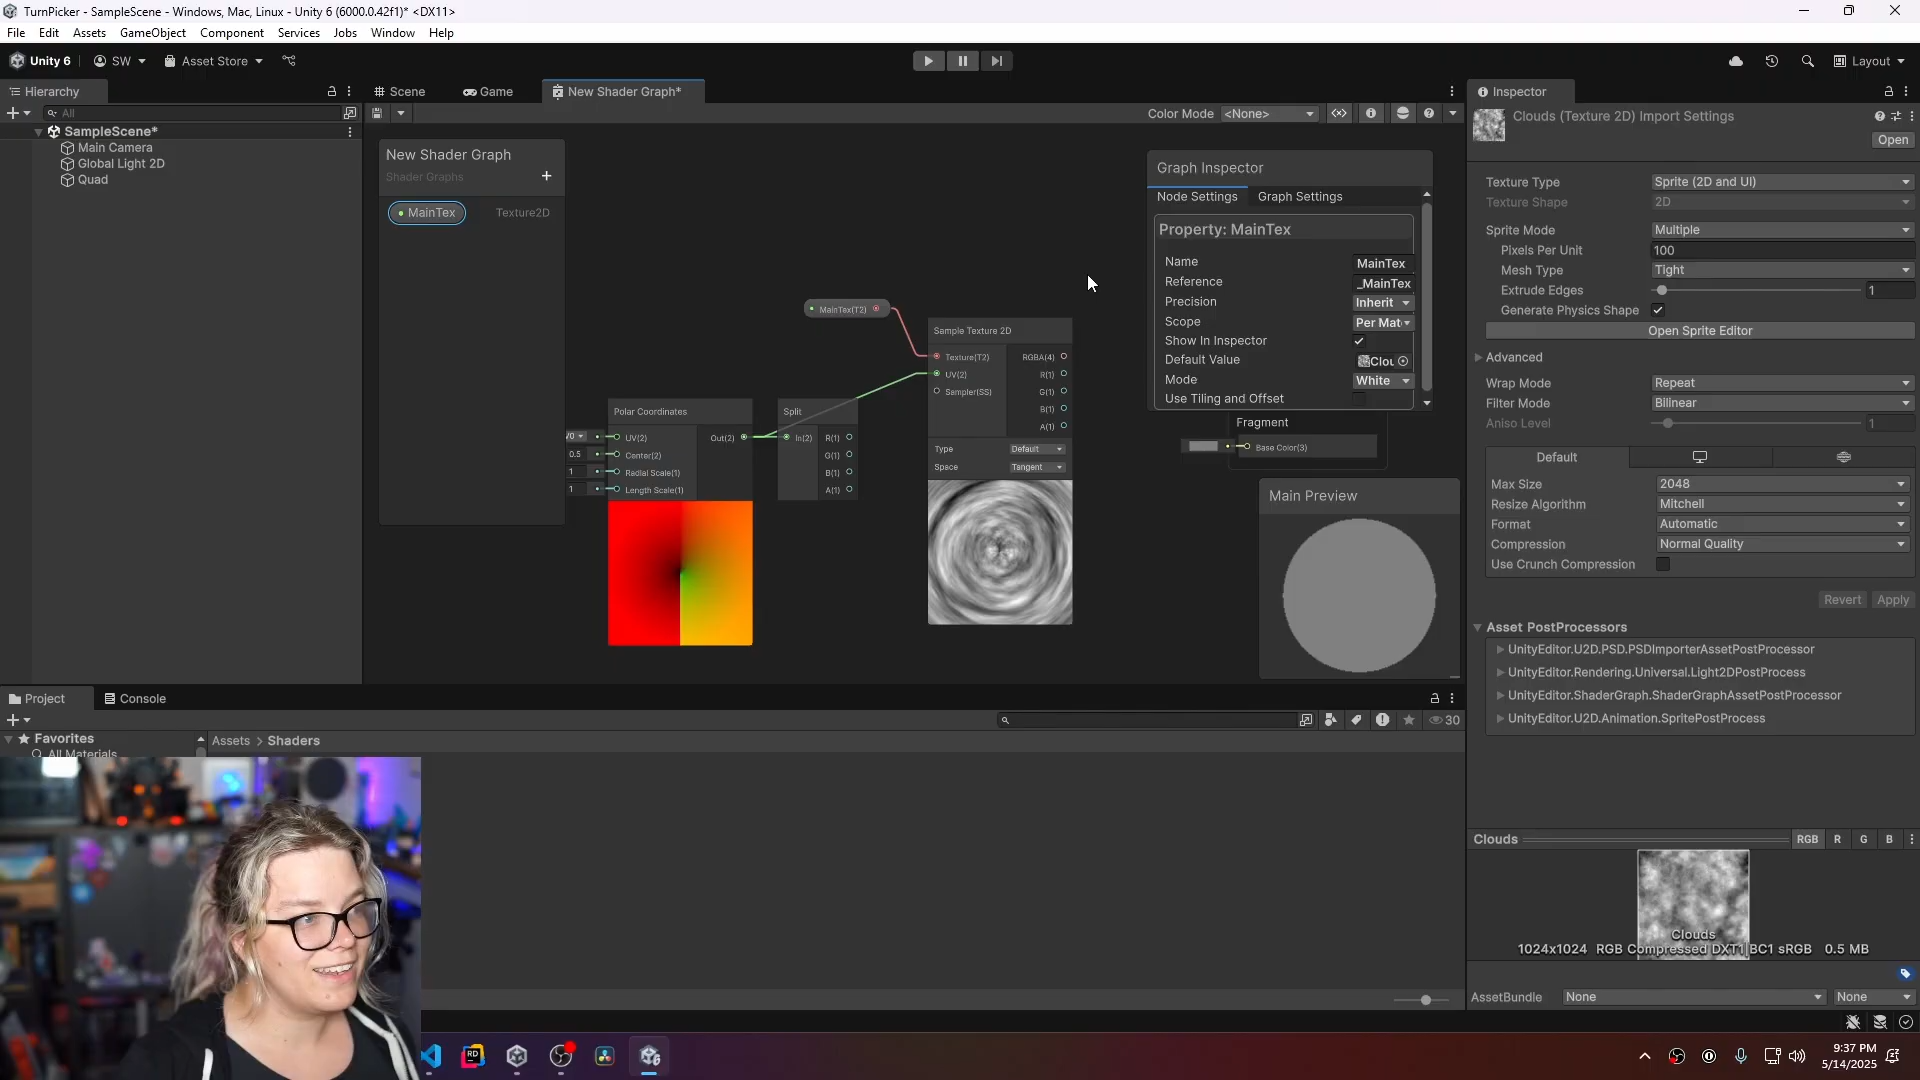 TurnPicker - SampleScene - Windows, Mac, Linux - Unity 6 (6000.0.42f1)* <DX11>
File Edit Assets GameObject Component Services Jobs Window Help
Unity 6 SW Asset Store Layout
Hierarchy
All
SampleScene*
Main Camera
Global Light 2D
Quad
Scene Game New Shader Graph*
Color Mode <None>
New Shader Graph
Shader Graphs
MainTex Texture2D
MainTex(T2)
Polar Coordinates
UV(2) Out(2)
0.5 Center(2)
1 Radial Scale(1)
1 Length Scale(1)
Split
In(2) R(1)
G(1)
B(1)
A(1)
Sample Texture 2D
Texture(T2) RGBA(4)
UV(2) R(1)
Sampler(SS) G(1)
B(1)
A(1)
Type Default
Space Tangent
Graph Inspector
Node Settings Graph Settings
Property: MainTex
Name MainTex
Reference _MainTex
Precision Inherit
Scope Per Mat
Show In Inspector
Default Value Clou
Mode White
Use Tiling and Offset
Fragment
Base Color(3)
Main Preview
Inspector
Clouds (Texture 2D) Import Settings
Open
Texture Type Sprite (2D and UI)
Texture Shape 2D
Sprite Mode Multiple
Pixels Per Unit 100
Mesh Type Tight
Extrude Edges 1
Generate Physics Shape
Open Sprite Editor
Advanced
Wrap Mode Repeat
Filter Mode Bilinear
Aniso Level 1
Default
Max Size 2048
Resize Algorithm Mitchell
Format Automatic
Compression Normal Quality
Use Crunch Compression
Revert Apply
Asset PostProcessors
UnityEditor.U2D.PSD.PSDImporterAssetPostProcessor
UnityEditor.Rendering.Universal.Light2DPostProcess
UnityEditor.ShaderGraph.ShaderGraphAssetPostProcessor
UnityEditor.U2D.Animation.SpritePostProcess
Clouds RGB R G B
Clouds
1024x1024 RGB Compressed DXT1|BC1 sRGB 0.5 MB
AssetBundle None None
Project Console
30
Favorites
All Materials
Assets > Shaders
RD
9:37 PM
5/14/2025